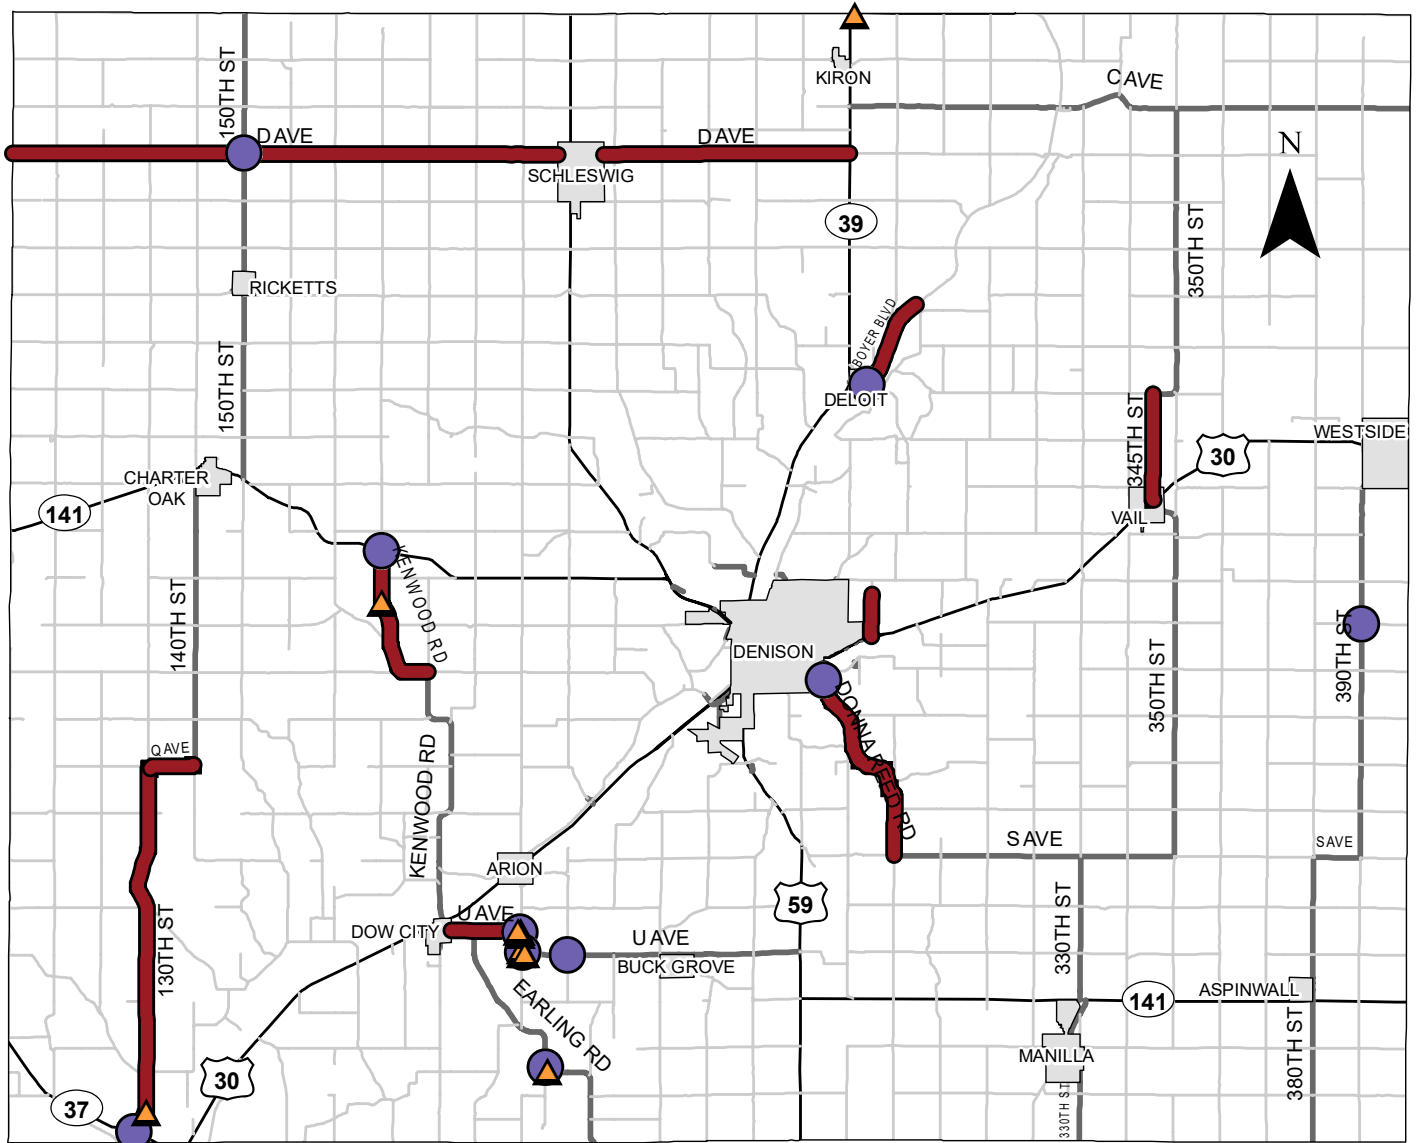 KIRON
C AVE
150TH ST
D AVE
D AVE
N
SCHLESWIG
39
350TH ST
RICKETTS
BOYER BLVD
150TH ST
DELOIT
345TH ST
WESTSIDE
30
CHARTER
OAK
141
VAIL
KENWOOD RD
140TH ST
390TH ST
DENISON
350TH ST
DONNA REED RD
Q AVE
KENWOOD RD
S AVE
S AVE
ARION
59
U AVE
DOW CITY
130TH ST
U AVE
330TH ST
BUCK GROVE
EARLING RD
ASPINWALL
141
MANILLA
380TH ST
30
37
330TH ST